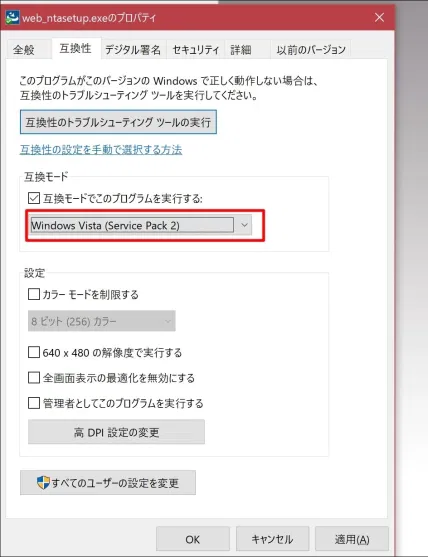 web_ntasetup.exeのプロパティ
全般 互換性 デジタル署名 セキュリティ 詳細 以前のバージョン
このプログラムがこのバージョンの Windows で正しく動作しない場合は、
互換性のトラブルシューティング ツールを実行してください。
互換性のトラブルシューティング ツールの実行
互換性の設定を手動で選択する方法
互換モード
互換モードでこのプログラムを実行する:
Windows Vista (Service Pack 2)
設定
カラー モードを制限する
8 ビット (256) カラー
640 x 480 の解像度で実行する
全画面表示の最適化を無効にする
管理者としてこのプログラムを実行する
高 DPI 設定の変更
すべてのユーザーの設定を変更
OK キャンセル 適用(A)